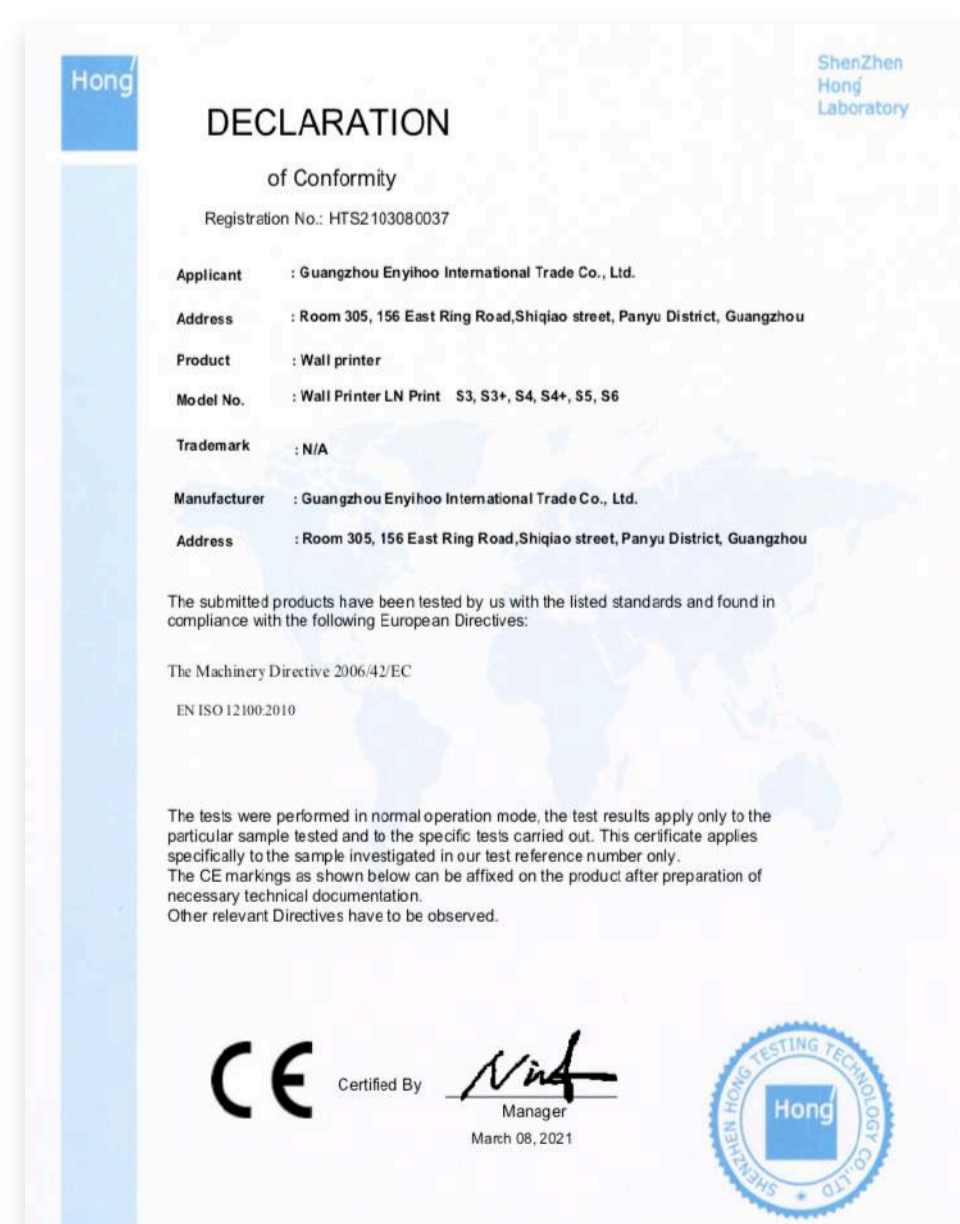 Hong
ShenZhen
Hong
Laboratory
DECLARATION
of Conformity
Registration No.: HTS2103080037
Applicant : Guangzhou Enyihoo International Trade Co., Ltd.
Address : Room 305, 156 East Ring Road,Shiqiao street, Panyu District, Guangzhou
Product : Wall printer
Model No. : Wall Printer LN Print S3, S3+, S4, S4+, S5, S6
Trademark : N/A
Manufacturer : Guangzhou Enyihoo International Trade Co., Ltd.
Address : Room 305, 156 East Ring Road,Shiqiao street, Panyu District, Guangzhou
The submitted products have been tested by us with the listed standards and found in
compliance with the following European Directives:
The Machinery Directive 2006/42/EC
EN ISO 12100:2010
The tests were performed in normal operation mode, the test results apply only to the
particular sample tested and to the specific tests carried out. This certificate applies
specifically to the sample investigated in our test reference number only.
The CE markings as shown below can be affixed on the product after preparation of
necessary technical documentation.
Other relevant Directives have to be observed.
CE
Certified By
Manager
March 08, 2021
SHENZHEN HONG TESTING TECHNOLOGY CO.,LTD
Hong